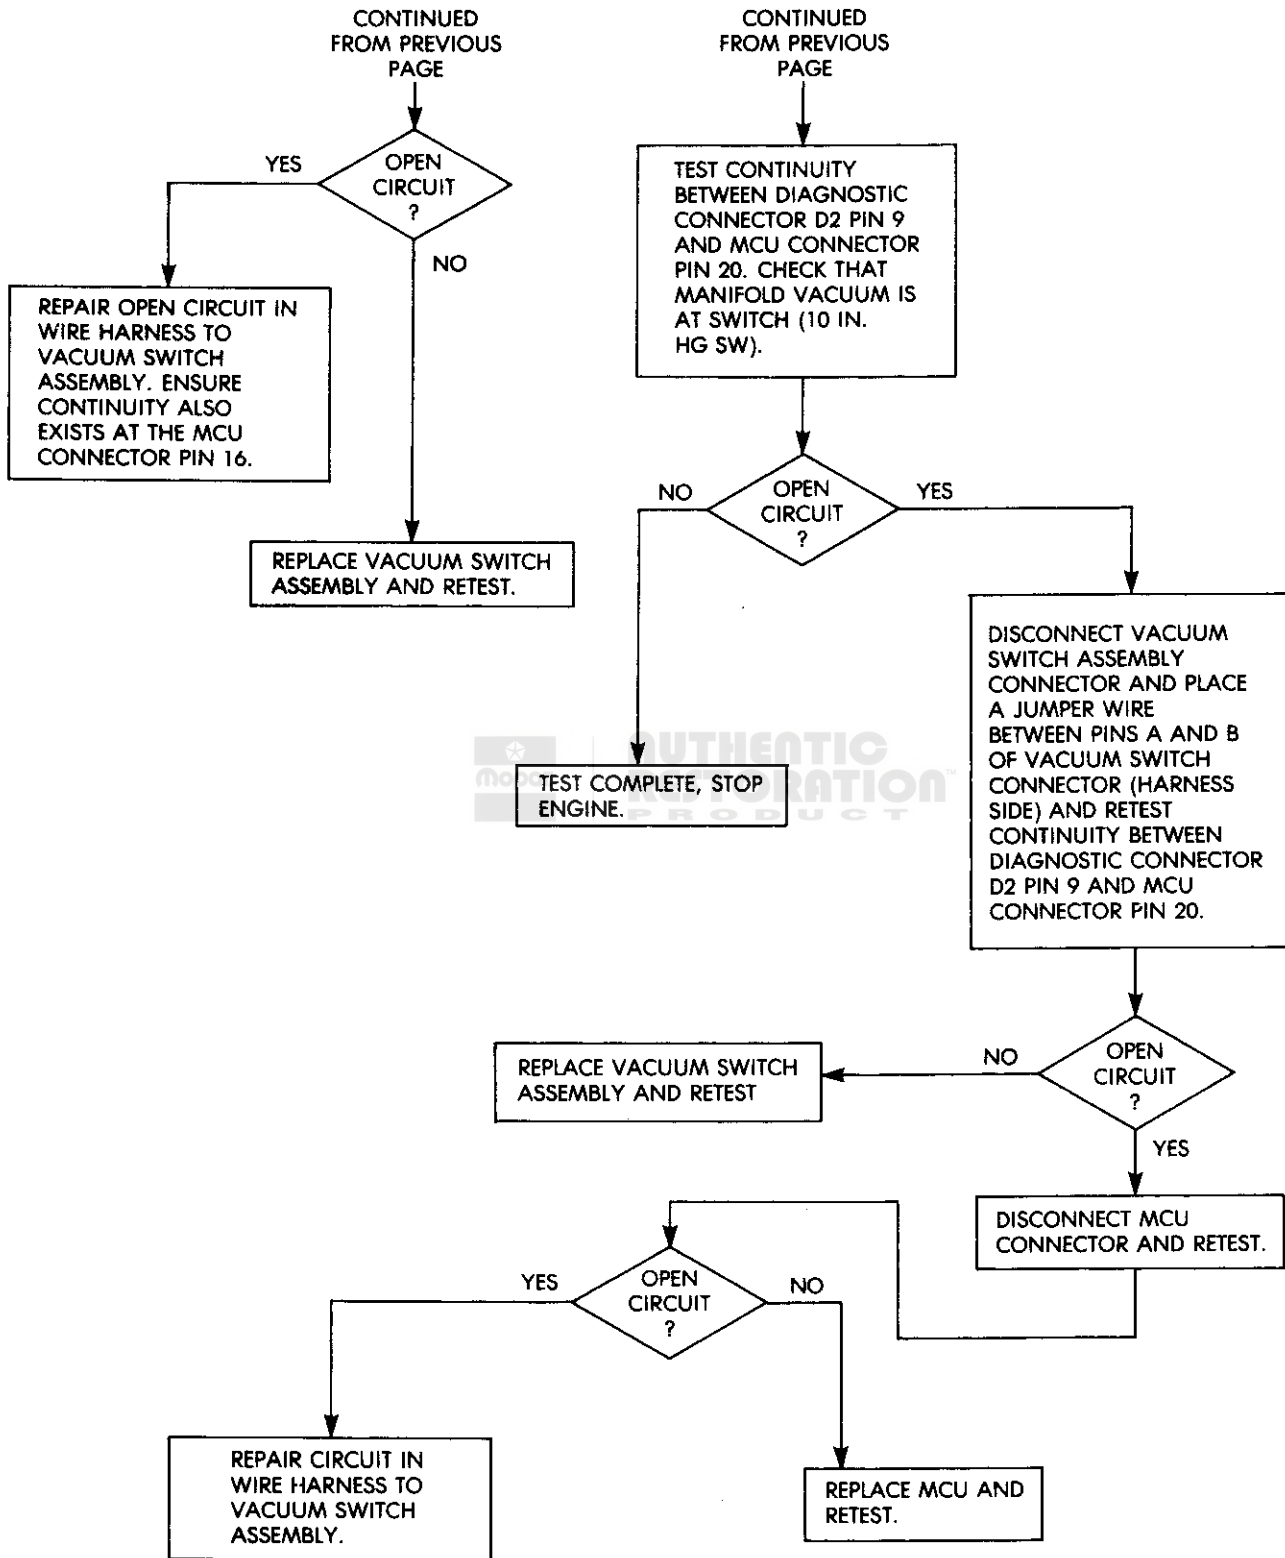 CONTINUED
FROM PREVIOUS
PAGE
OPEN
CIRCUIT
?
YES
NO
REPAIR OPEN CIRCUIT IN
WIRE HARNESS TO
VACUUM SWITCH
ASSEMBLY. ENSURE
CONTINUITY ALSO
EXISTS AT THE MCU
CONNECTOR PIN 16.
REPLACE VACUUM SWITCH
ASSEMBLY AND RETEST.
CONTINUED
FROM PREVIOUS
PAGE
TEST CONTINUITY
BETWEEN DIAGNOSTIC
CONNECTOR D2 PIN 9
AND MCU CONNECTOR
PIN 20. CHECK THAT
MANIFOLD VACUUM IS
AT SWITCH (10 IN.
HG SW).
NO
OPEN
CIRCUIT
?
YES
TEST COMPLETE, STOP
ENGINE.
Mopar
AUTHENTIC
RESTORATION™
PRODUCT
DISCONNECT VACUUM
SWITCH ASSEMBLY
CONNECTOR AND PLACE
A JUMPER WIRE
BETWEEN PINS A AND B
OF VACUUM SWITCH
CONNECTOR (HARNESS
SIDE) AND RETEST
CONTINUITY BETWEEN
DIAGNOSTIC CONNECTOR
D2 PIN 9 AND MCU
CONNECTOR PIN 20.
OPEN
CIRCUIT
?
NO
YES
REPLACE VACUUM SWITCH
ASSEMBLY AND RETEST
DISCONNECT MCU
CONNECTOR AND RETEST.
YES
OPEN
CIRCUIT
?
NO
REPAIR CIRCUIT IN
WIRE HARNESS TO
VACUUM SWITCH
ASSEMBLY.
REPLACE MCU AND
RETEST.